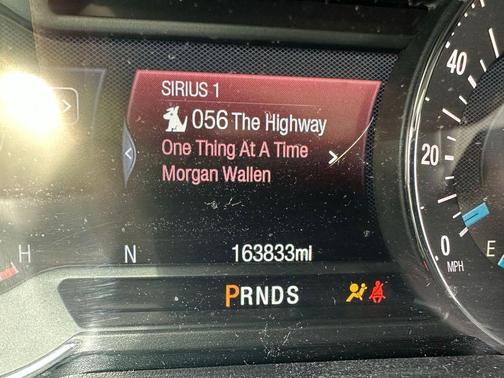 SIRIUS 1
056 The Highway
One Thing At A Time
Morgan Wallen
40
20
0
MPH
H
N
163833mi
E
PRNDS